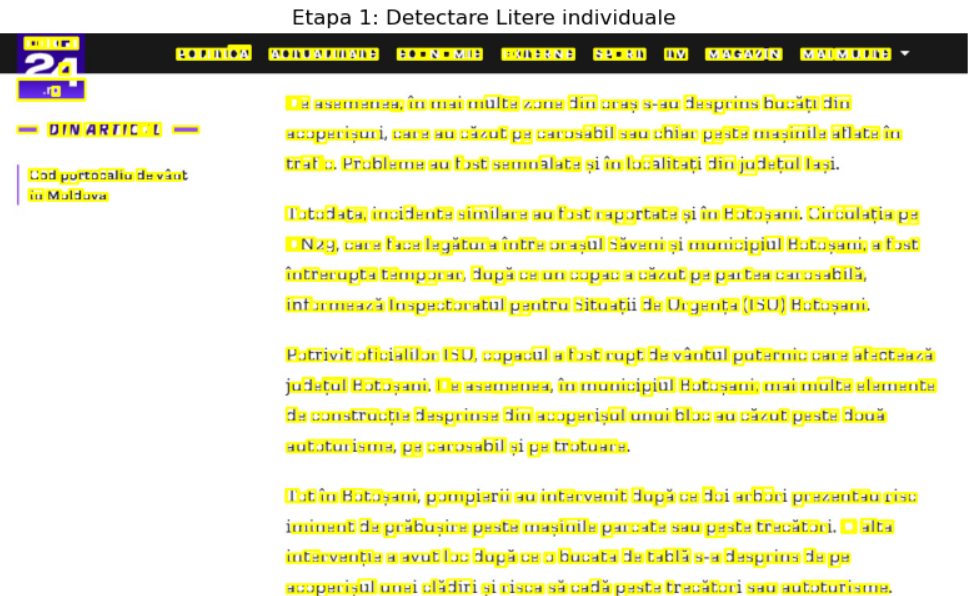 Etapa 1: Detectare Litere individuale
24
.ro
POLITICA ACTUALITATE ECONOMIE EXTERNE SPORT TV MAGAZIN MAI MULTE
DIN ARTICOL
Cod portocaliu de vânt
în Moldova
De asemenea, în mai multe zone din oraș s-au desprins bucăți din
acoperișuri, care au căzut pe carosabil sau chiar peste mașinile aflate în
trafic. Probleme au fost semnalate și în localități din județul Iași.
Totodată, incidente similare au fost raportate și în Botoșani. Circulația pe
DN29, care face legătura între orașul Săveni și municipiul Botoșani, a fost
întreruptă temporar, după ce un copac a căzut pe partea carosabilă,
informează Inspectoratul pentru Situații de Urgență (ISU) Botoșani.
Potrivit oficialilor ISU, copacul a fost rupt de vântul puternic care afectează
județul Botoșani. De asemenea, în municipiul Botoșani, mai multe elemente
de construcție desprinse din acoperișul unui bloc au căzut peste două
autoturisme, pe carosabil și pe trotuare.
Tot în Botoșani, pompierii au intervenit după ce doi arbori prezentau risc
iminent de prăbușire peste mașinile parcate sau peste trecători. O altă
intervenție a avut loc după ce o bucată de tablă s-a desprins de pe
acoperișul unei clădiri și risca să cadă peste trecători sau autoturisme.